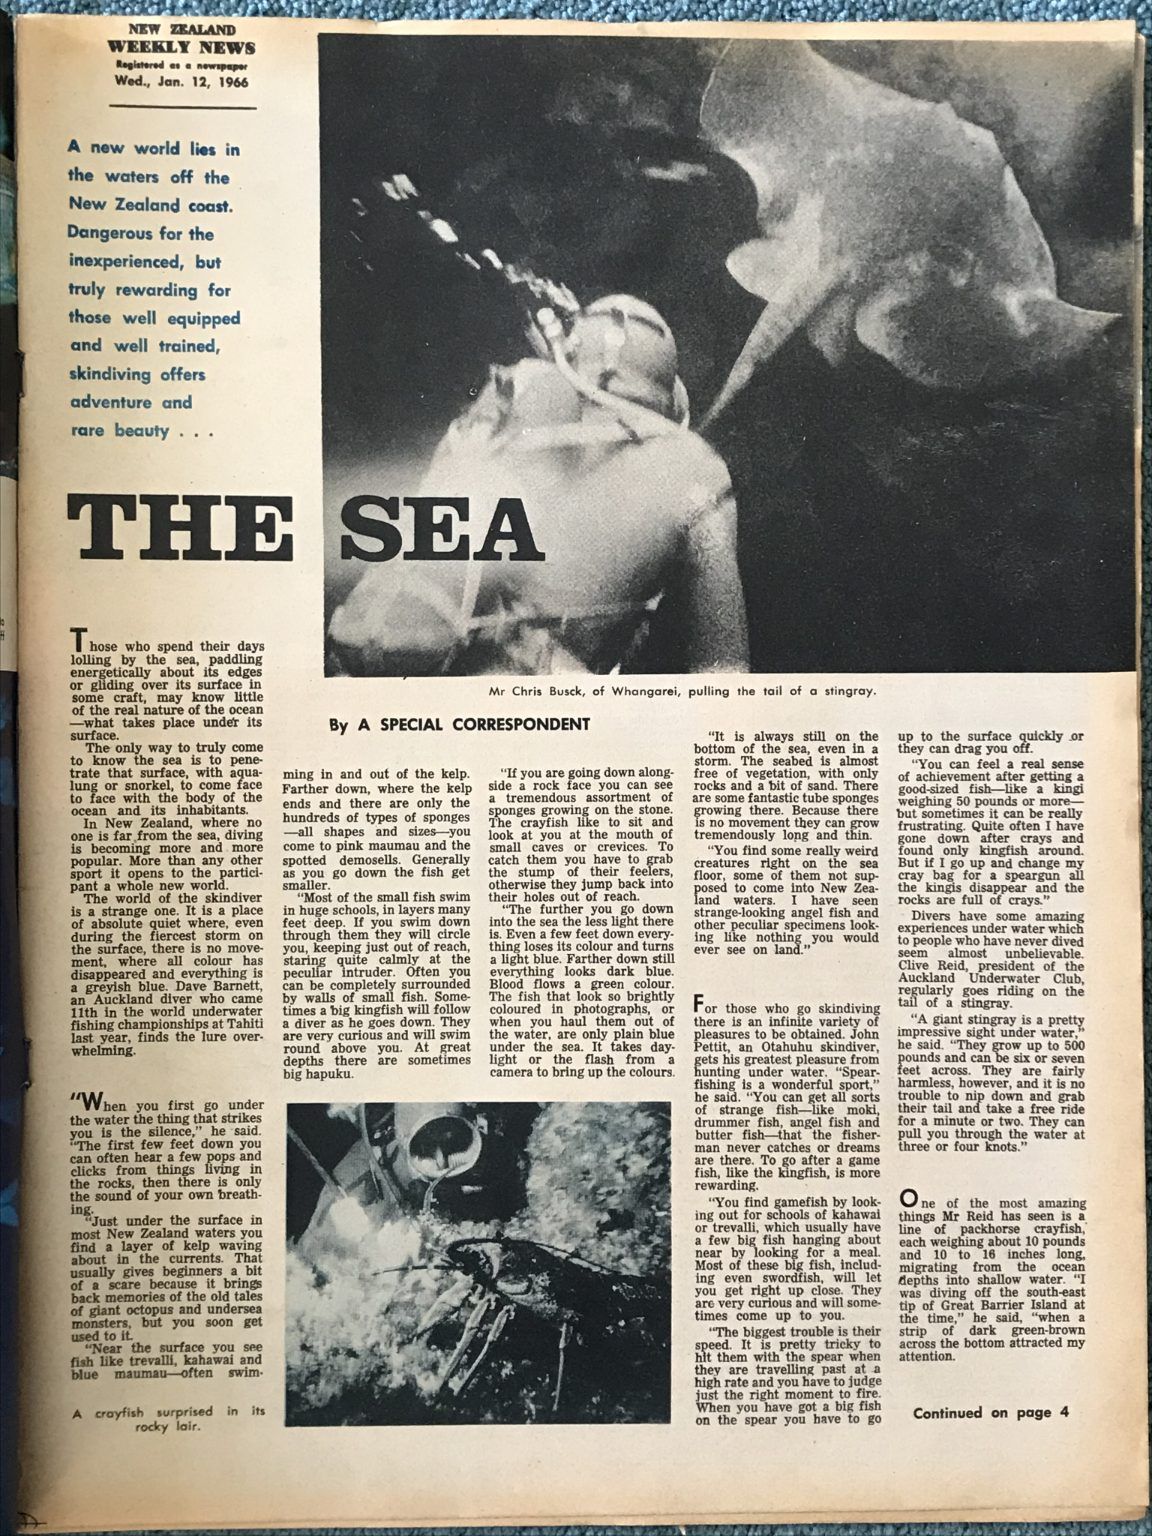 NEW ZEALAND
WEEKLY NEWS
Registered as a newspaper
Wed., Jan. 12, 1966
A new world lies in
the waters off the
New Zealand coast.
Dangerous for the
inexperienced, but
truly rewarding for
those well equipped
and well trained,
skindiving offers
adventure and
rare beauty . . .
THE SEA
Mr Chris Busck, of Whangarei, pulling the tail of a stingray.
By A SPECIAL CORRESPONDENT
Those who spend their days
lolling by the sea, paddling
energetically about its edges
or gliding over its surface in
some craft, may know little
of the real nature of the ocean
—what takes place under its
surface.
The only way to truly come
to know the sea is to pene-
trate that surface, with aqua-
lung or snorkel, to come face
to face with the body of the
ocean and its inhabitants.
In New Zealand, where no
one is far from the sea, diving
is becoming more and more
popular. More than any other
sport it opens to the partici-
pant a whole new world.
The world of the skindiver
is a strange one. It is a place
of absolute quiet where, even
during the fiercest storm on
the surface, there is no move-
ment, where all colour has
disappeared and everything is
a greyish blue. Dave Barnett,
an Auckland diver who came
11th in the world underwater
fishing championships at Tahiti
last year, finds the lure over-
whelming.
"When you first go under
the water the thing that strikes
you is the silence," he said.
"The first few feet down you
can often hear a few pops and
clicks from things living in
the rocks, then there is only
the sound of your own breath-
ing.
"Just under the surface in
most New Zealand waters you
find a layer of kelp waving
about in the currents. That
usually gives beginners a bit
of a scare because it brings
back memories of the old tales
of giant octopus and undersea
monsters, but you soon get
used to it.
"Near the surface you see
fish like trevalli, kahawai and
blue maumau—often swim-
A crayfish surprised in its
rocky lair.
ming in and out of the kelp.
Farther down, where the kelp
ends and there are only the
hundreds of types of sponges
—all shapes and sizes—you
come to pink maumau and the
spotted demosells. Generally
as you go down the fish get
smaller.
"Most of the small fish swim
in huge schools, in layers many
feet deep. If you swim down
through them they will circle
you, keeping just out of reach,
staring quite calmly at the
peculiar intruder. Often you
can be completely surrounded
by walls of small fish. Some-
times a big kingfish will follow
a diver as he goes down. They
are very curious and will swim
round above you. At great
depths there are sometimes
big hapuku.
"If you are going down along-
side a rock face you can see
a tremendous assortment of
sponges growing on the stone.
The crayfish like to sit and
look at you at the mouth of
small caves or crevices. To
catch them you have to grab
the stump of their feelers,
otherwise they jump back into
their holes out of reach.
"The further you go down
into the sea the less light there
is. Even a few feet down every-
thing loses its colour and turns
a light blue. Farther down still
everything looks dark blue.
Blood flows a green colour.
The fish that look so brightly
coloured in photographs, or
when you haul them out of
the water, are only plain blue
under the sea. It takes day-
light or the flash from a
camera to bring up the colours.
"It is always still on the
bottom of the sea, even in a
storm. The seabed is almost
free of vegetation, with only
rocks and a bit of sand. There
are some fantastic tube sponges
growing there. Because there
is no movement they can grow
tremendously long and thin.
"You find some really weird
creatures right on the sea
floor, some of them not sup-
posed to come into New Zea-
land waters. I have seen
strange-looking angel fish and
other peculiar specimens look-
ing like nothing you would
ever see on land."
For those who go skindiving
there is an infinite variety of
pleasures to be obtained. John
Pettit, an Otahuhu skindiver,
gets his greatest pleasure from
hunting under water. "Spear-
fishing is a wonderful sport,"
he said. "You can get all sorts
of strange fish—like moki,
drummer fish, angel fish and
butter fish—that the fisher-
man never catches or dreams
are there. To go after a game
fish, like the kingfish, is more
rewarding.
"You find gamefish by look-
ing out for schools of kahawai
or trevalli, which usually have
a few big fish hanging about
near by looking for a meal.
Most of these big fish, includ-
ing even swordfish, will let
you get right up close. They
are very curious and will some-
times come up to you.
"The biggest trouble is their
speed. It is pretty tricky to
hit them with the spear when
they are travelling past at a
high rate and you have to judge
just the right moment to fire.
When you have got a big fish
on the spear you have to go
up to the surface quickly or
they can drag you off.
"You can feel a real sense
of achievement after getting a
good-sized fish—like a kingi
weighing 50 pounds or more—
but sometimes it can be really
frustrating. Quite often I have
gone down after crays and
found only kingfish around.
But if I go up and change my
cray bag for a speargun all
the kingis disappear and the
rocks are full of crays."
Divers have some amazing
experiences under water which
to people who have never dived
seem almost unbelievable.
Clive Reid, president of the
Auckland Underwater Club,
regularly goes riding on the
tail of a stingray.
"A giant stingray is a pretty
impressive sight under water,"
he said. "They grow up to 500
pounds and can be six or seven
feet across. They are fairly
harmless, however, and it is no
trouble to nip down and grab
their tail and take a free ride
for a minute or two. They can
pull you through the water at
three or four knots."
One of the most amazing
things Mr Reid has seen is a
line of packhorse crayfish,
each weighing about 10 pounds
and 10 to 16 inches long,
migrating from the ocean
depths into shallow water. "I
was diving off the south-east
tip of Great Barrier Island at
the time," he said, "when a
strip of dark green-brown
across the bottom attracted my
attention.
Continued on page 4